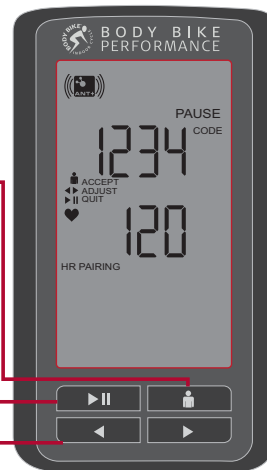 BODY BIKE
PERFORMANCE
ANT+
PAUSE
1234
CODE
ACCEPT
ADJUST
QUIT
120
HR PAIRING